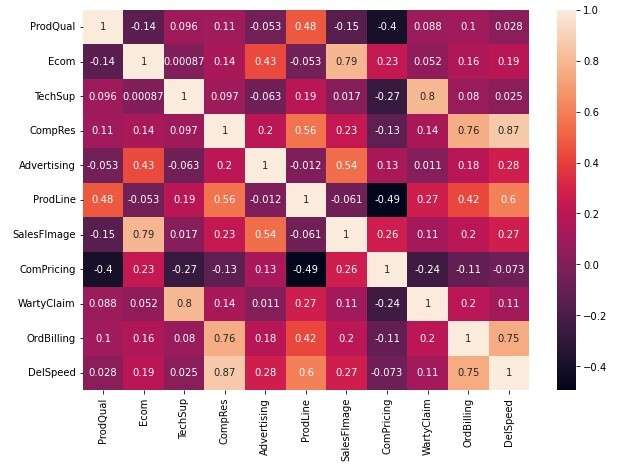 ProdQual 1 -0.14 0.096 0.11 -0.053 0.48 -0.15 -0.4 0.088 0.1 0.028
Ecom -0.14 1 0.00087 0.14 0.43 -0.053 0.79 0.23 0.052 0.16 0.19
TechSup 0.096 0.00087 1 0.097 -0.063 0.19 0.017 -0.27 0.8 0.08 0.025
CompRes 0.11 0.14 0.097 1 0.2 0.56 0.23 -0.13 0.14 0.76 0.87
Advertising -0.053 0.43 -0.063 0.2 1 -0.012 0.54 0.13 0.011 0.18 0.28
ProdLine 0.48 -0.053 0.19 0.56 -0.012 1 -0.061 -0.49 0.27 0.42 0.6
SalesFImage -0.15 0.79 0.017 0.23 0.54 -0.061 1 0.26 0.11 0.2 0.27
ComPricing -0.4 0.23 -0.27 -0.13 0.13 -0.49 0.26 1 -0.24 -0.11 -0.073
WartyClaim 0.088 0.052 0.8 0.14 0.011 0.27 0.11 -0.24 1 0.2 0.11
OrdBilling 0.1 0.16 0.08 0.76 0.18 0.42 0.2 -0.11 0.2 1 0.75
DelSpeed 0.028 0.19 0.025 0.87 0.28 0.6 0.27 -0.073 0.11 0.75 1
ProdQual
Ecom
TechSup
CompRes
Advertising
ProdLine
SalesFImage
ComPricing
WartyClaim
OrdBilling
DelSpeed
1.0
0.8
0.6
0.4
0.2
0.0
−0.2
−0.4